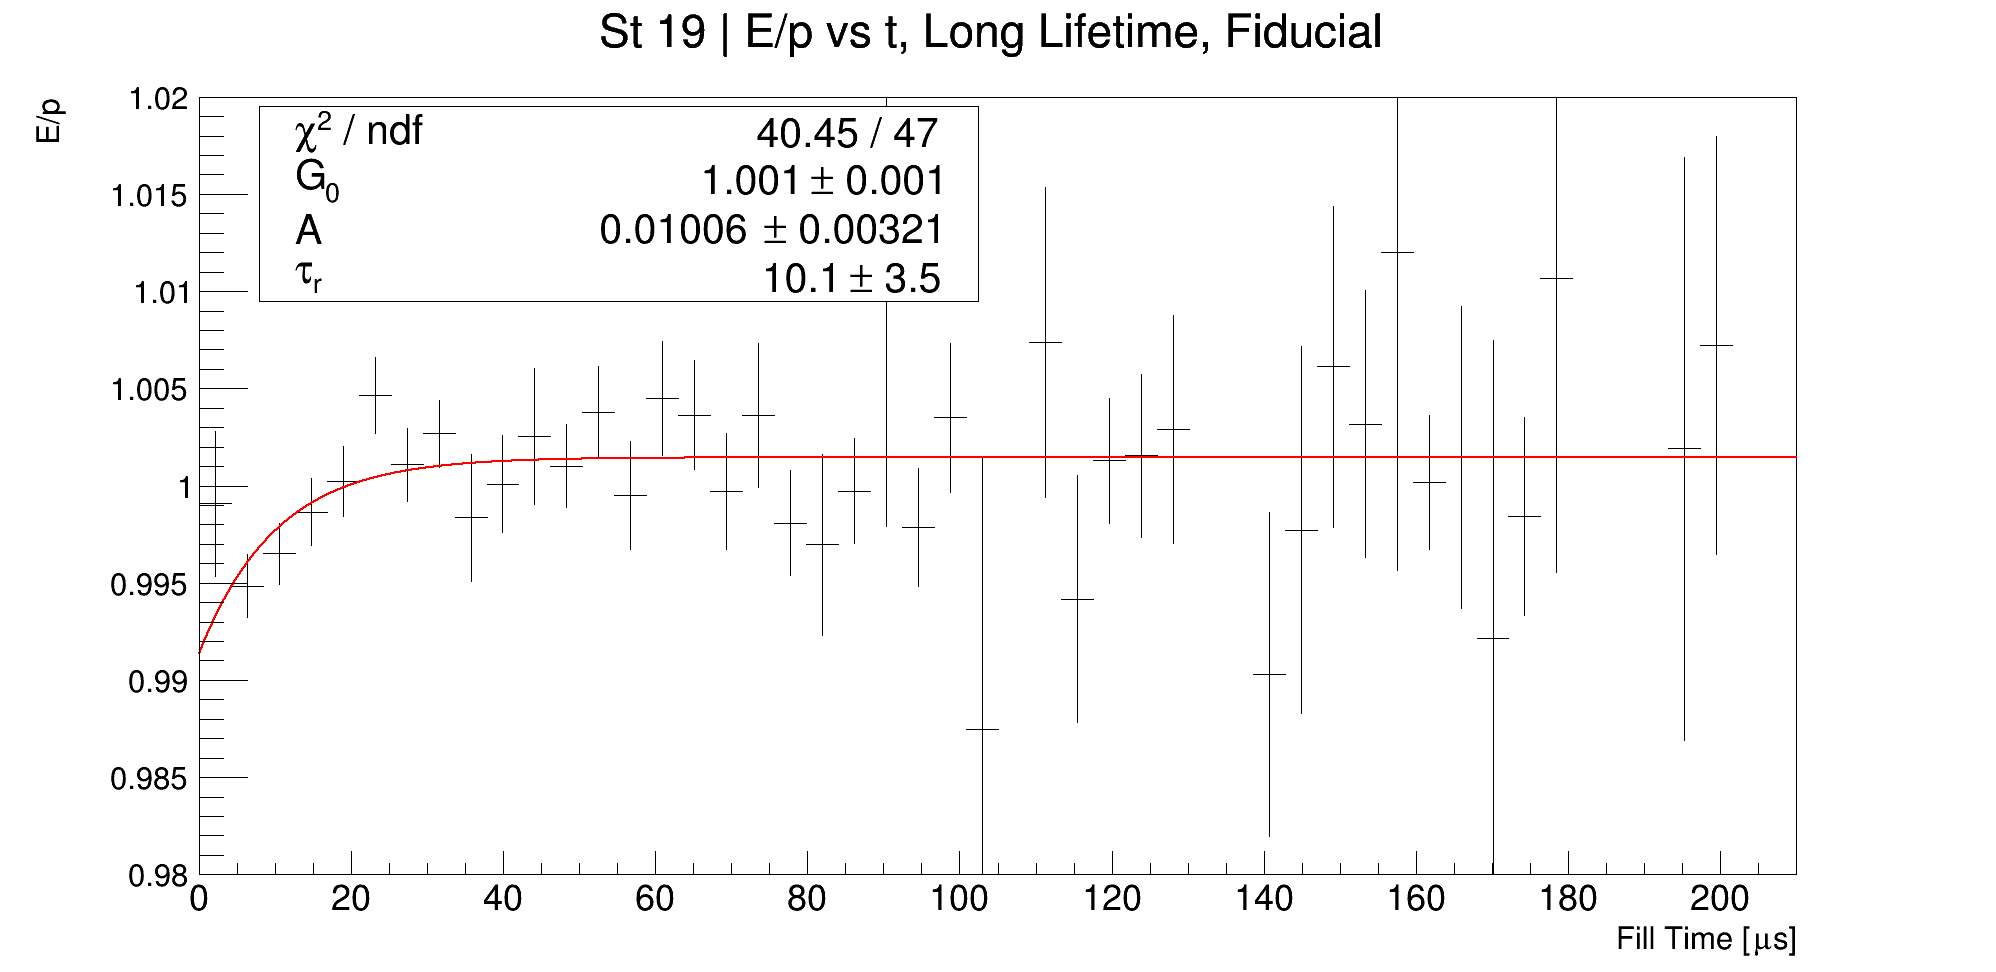 St 19 | E/p vs t, Long Lifetime, Fiducial
E/p
χ² / ndf 40.45 / 47
G₀ 1.001 ± 0.001
A 0.01006 ± 0.00321
τᵣ 10.1 ± 3.5
1.02
1.015
1.01
1.005
1
0.995
0.99
0.985
0.98
0 20 40 60 80 100 120 140 160 180 200
Fill Time [μs]